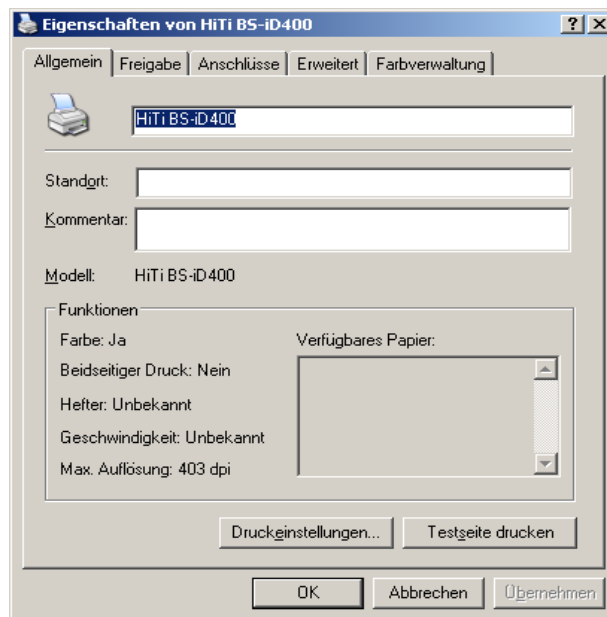 Eigenschaften von HiTi BS-iD400
Allgemein Freigabe Anschlüsse Erweitert Farbverwaltung
HiTi BS-iD400
Standort:
Kommentar:
Modell: HiTi BS-iD400
Funktionen
Farbe: Ja Verfügbares Papier:
Beidseitiger Druck: Nein
Hefter: Unbekannt
Geschwindigkeit: Unbekannt
Max. Auflösung: 403 dpi
Druckeinstellungen... Testseite drucken
OK Abbrechen Übernehmen